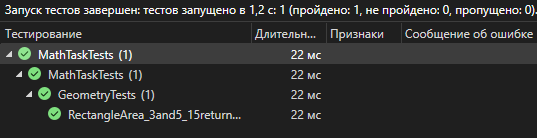 Запуск тестов завершен: тестов запущено в 1,2 с: 1 (пройдено: 1, не пройдено: 0, пропущено: 0).
Тестирование Длительн... Признаки Сообщение об ошибке
MathTaskTests (1) 22 мс
MathTaskTests (1) 22 мс
GeometryTests (1) 22 мс
RectangleArea_3and5_15return... 22 мс